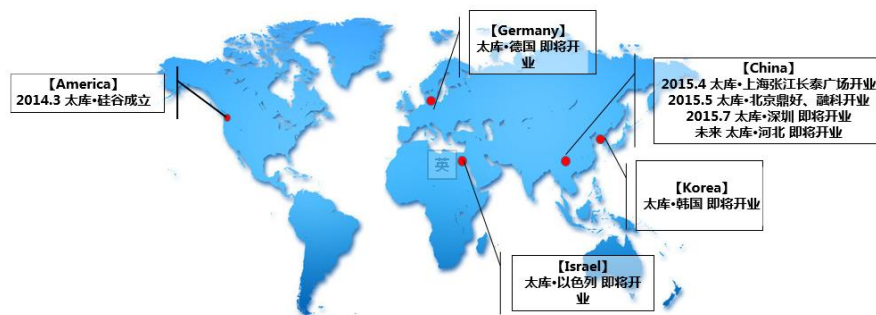 【Germany】
太库·德国 即将开
业
【America】
2014.3 太库·硅谷成立
【China】
2015.4 太库·上海张江长泰广场开业
2015.5 太库·北京鼎好、融科开业
2015.7 太库·深圳 即将开业
未来 太库·河北 即将开业
英
【Korea】
太库·韩国 即将开业
【Israel】
太库·以色列 即将开
业